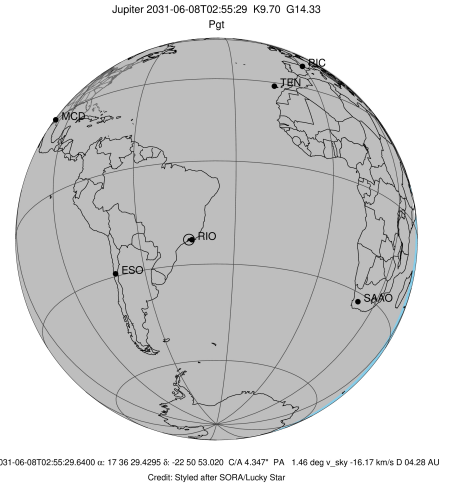 Jupiter 2031-06-08T02:55:29 K9.70 G14.33
Pgt
PIC
TEN
MCD
RIO
ESO
SAAO
031-06-08T02:55:29.6400 α: 17 36 29.4295 δ: -22 50 53.020 C/A 4.347" PA 1.46 deg v_sky -16.17 km/s D 04.28 AU
Credit: Styled after SORA/Lucky Star